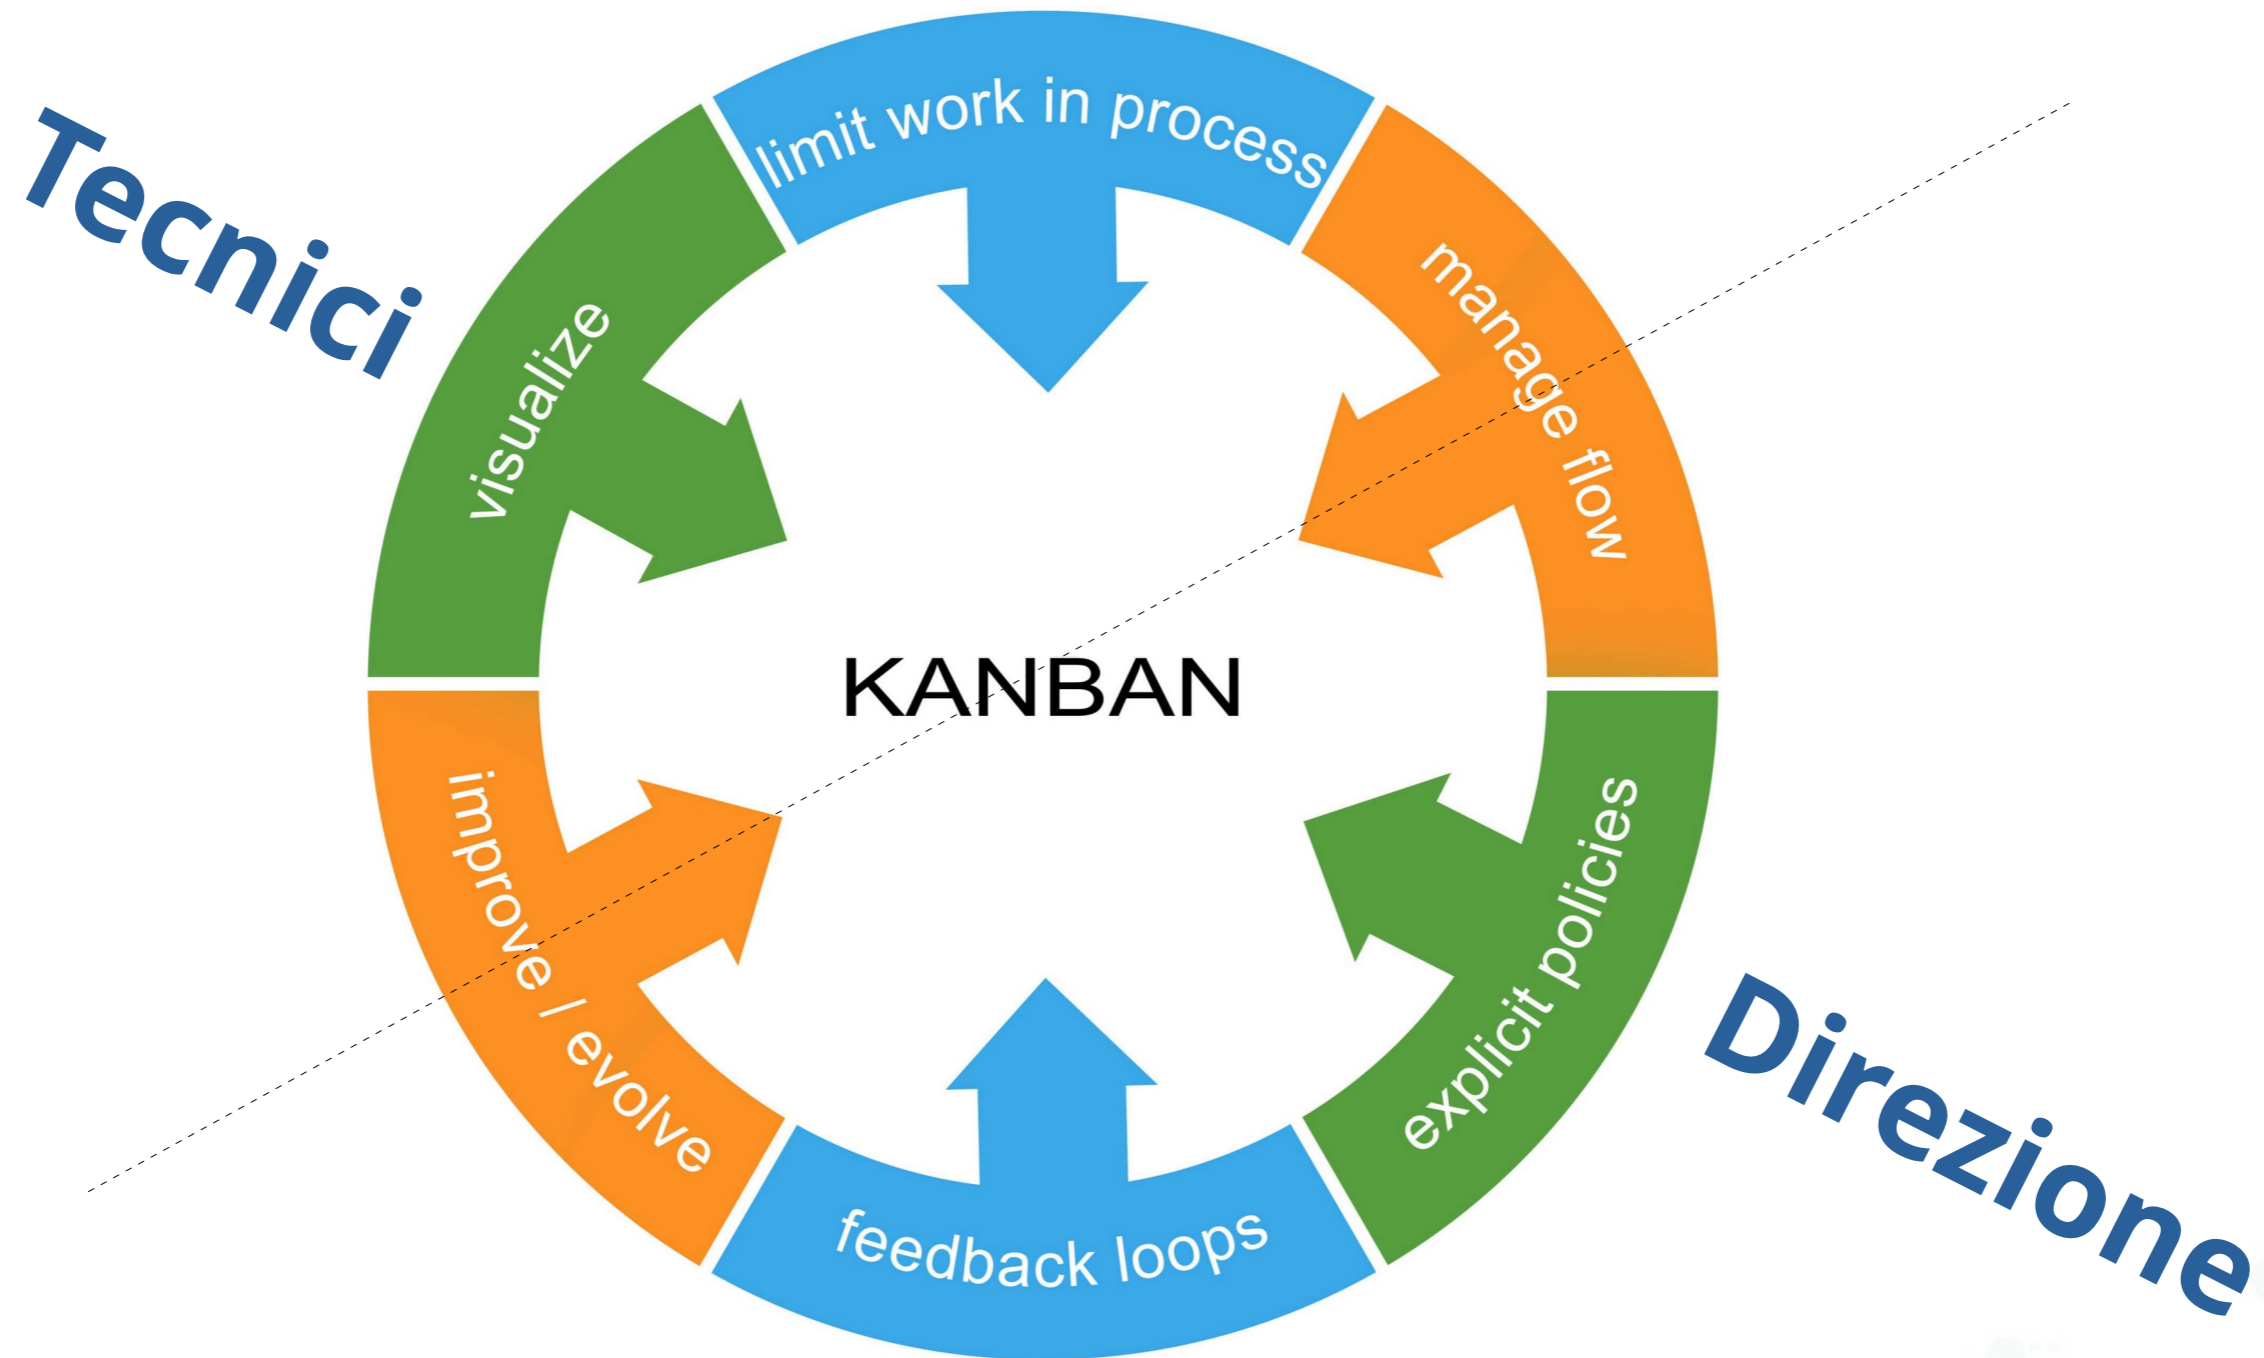 Tecnici
limit work in process
visualize
manage flow
KANBAN
improve / evolve
explicit policies
feedback loops
Direzione